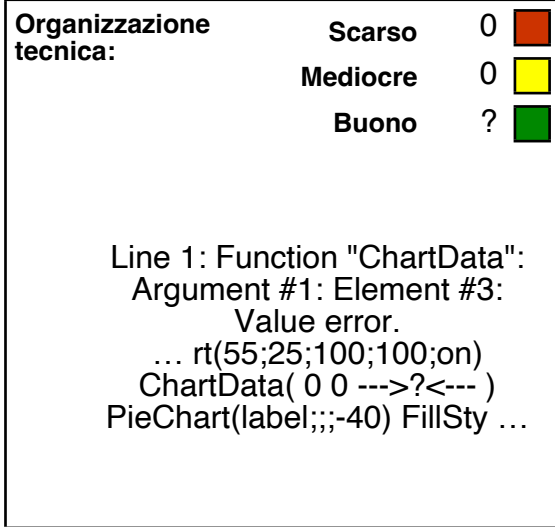 Organizzazione
tecnica:
Scarso 0
Mediocre 0
Buono ?
Line 1: Function "ChartData":
Argument #1: Element #3:
Value error.
… rt(55;25;100;100;on)
ChartData( 0 0 --->?<--- )
PieChart(label;;;-40) FillSty …